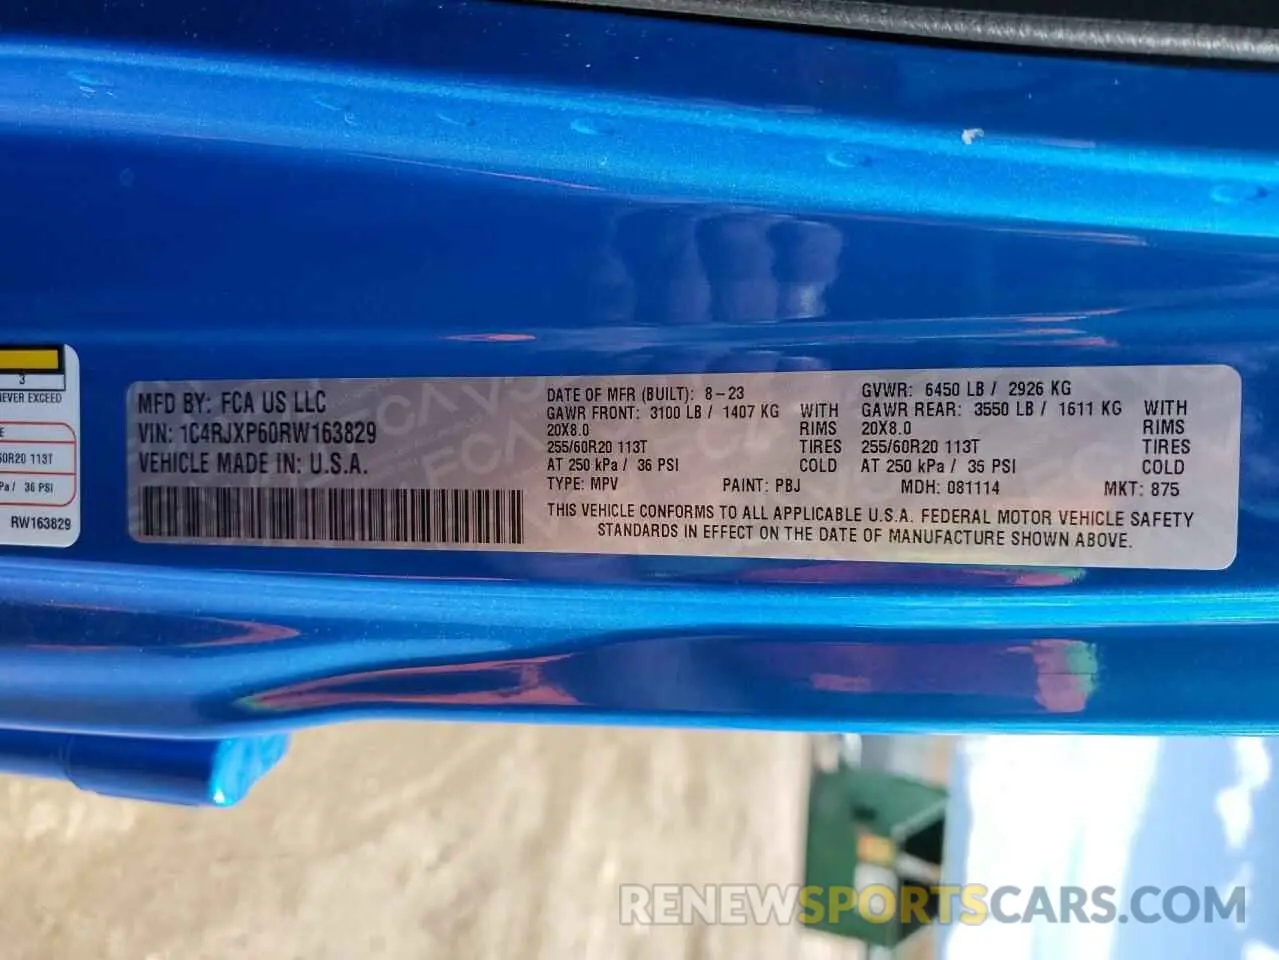 3
NEVER EXCEED
60R20 113T
Pa / 36 PSI
RW163829
MFD BY: FCA US LLC
VIN: 1C4RJXP60RW163829
VEHICLE MADE IN: U.S.A.
DATE OF MFR (BUILT): 8-23
GAWR FRONT: 3100 LB / 1407 KG WITH
20X8.0 RIMS
255/60R20 113T TIRES
AT 250 kPa / 36 PSI COLD
GVWR: 6450 LB / 2926 KG
GAWR REAR: 3550 LB / 1611 KG WITH
20X8.0 RIMS
255/60R20 113T TIRES
AT 250 kPa / 36 PSI COLD
TYPE: MPV PAINT: PBJ MDH: 081114 MKT: 875
THIS VEHICLE CONFORMS TO ALL APPLICABLE U.S.A. FEDERAL MOTOR VEHICLE SAFETY
STANDARDS IN EFFECT ON THE DATE OF MANUFACTURE SHOWN ABOVE.
RENEWSPORTSCARS.COM